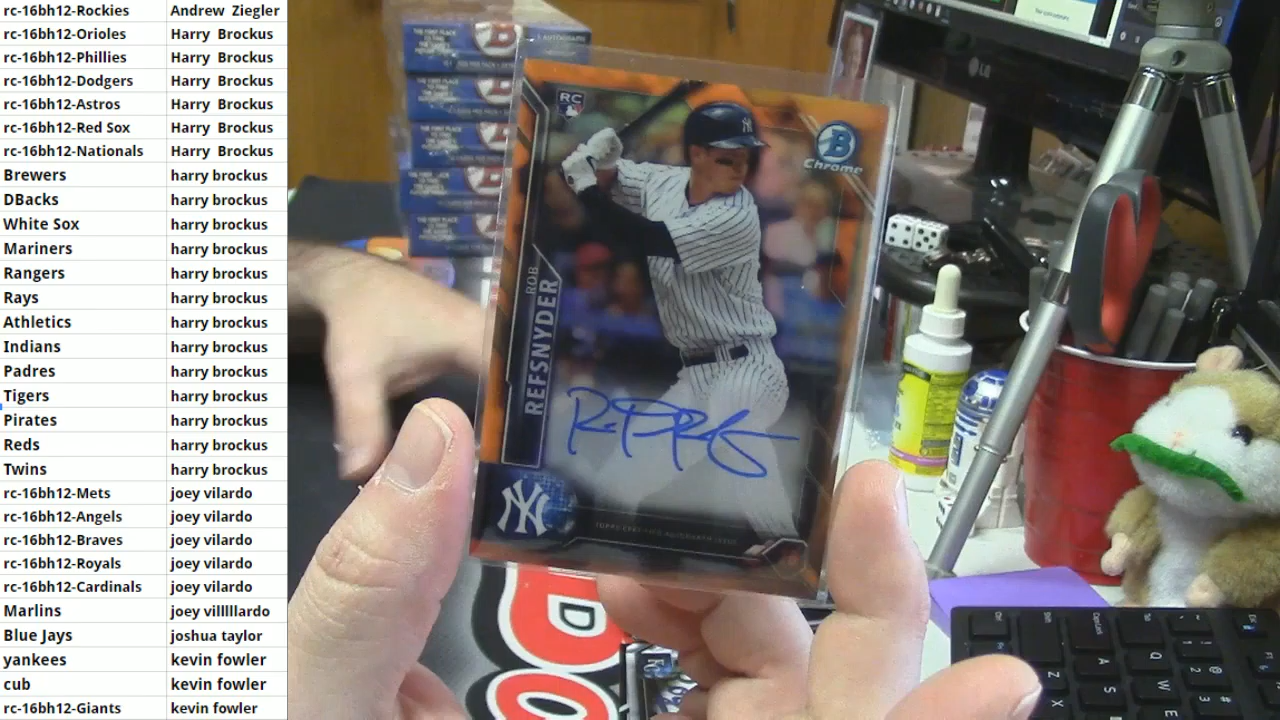 rc-16bh12-Rockies Andrew Ziegler
rc-16bh12-Orioles Harry Brockus
rc-16bh12-Phillies Harry Brockus
rc-16bh12-Dodgers Harry Brockus
rc-16bh12-Astros Harry Brockus
rc-16bh12-Red Sox Harry Brockus
rc-16bh12-Nationals Harry Brockus
Brewers harry brockus
DBacks harry brockus
White Sox harry brockus
Mariners harry brockus
Rangers harry brockus
Rays harry brockus
Athletics harry brockus
Indians harry brockus
Padres harry brockus
Tigers harry brockus
Pirates harry brockus
Reds harry brockus
Twins harry brockus
rc-16bh12-Mets joey vilardo
rc-16bh12-Angels joey vilardo
rc-16bh12-Braves joey vilardo
rc-16bh12-Royals joey vilardo
rc-16bh12-Cardinals joey vilardo
Marlins joey villlllardo
Blue Jays joshua taylor
yankees kevin fowler
cub kevin fowler
rc-16bh12-Giants kevin fowler
RC
B
Chrome
ROB
REFSNYDER
NY
LG